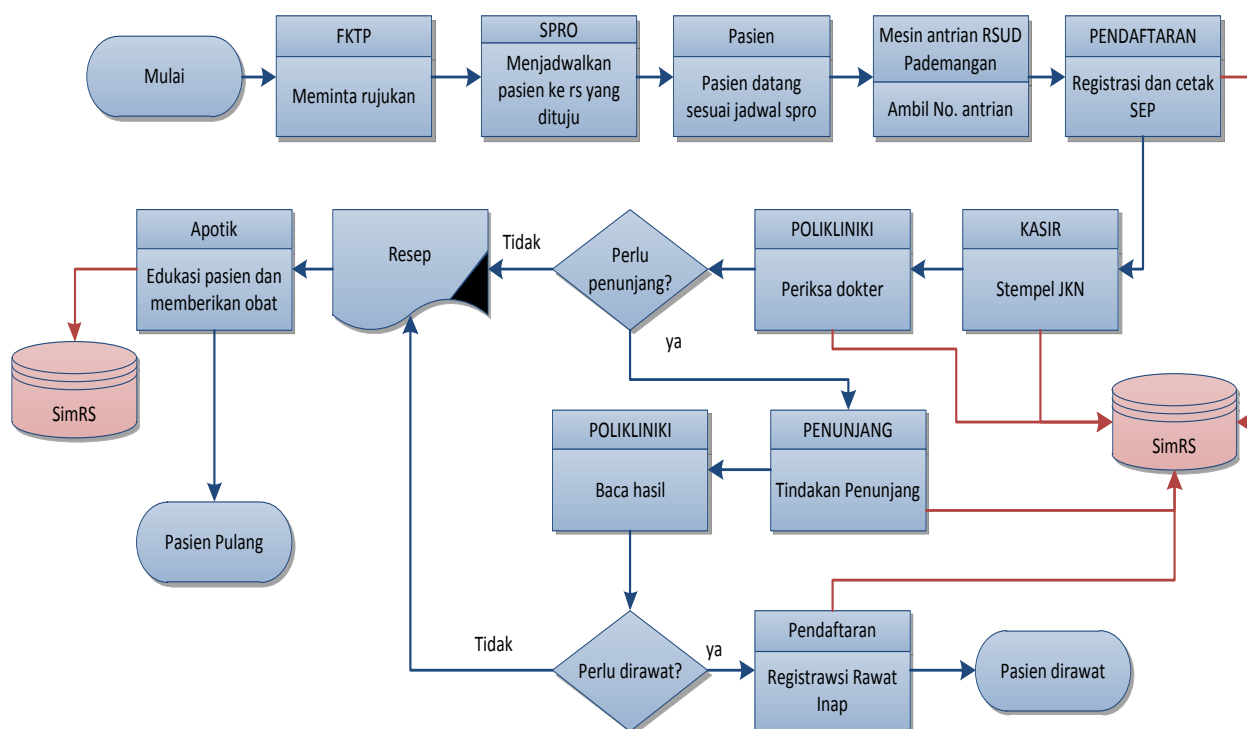 Mulai
FKTP
Meminta rujukan
SPRO
Menjadwalkan
pasien ke rs yang
dituju
Pasien
Pasien datang
sesuai jadwal spro
Mesin antrian RSUD
Pademangan
Ambil No. antrian
PENDAFTARAN
Registrasi dan cetak
SEP
Apotik
Edukasi pasien dan
memberikan obat
Resep
Tidak
Perlu
penunjang?
POLIKLINIKI
Periksa dokter
KASIR
Stempel JKN
ya
SimRS
POLIKLINIKI
Baca hasil
PENUNJANG
Tindakan Penunjang
SimRS
Pasien Pulang
Tidak
Perlu dirawat?
ya
Pendaftaran
Registrawsi Rawat
Inap
Pasien dirawat